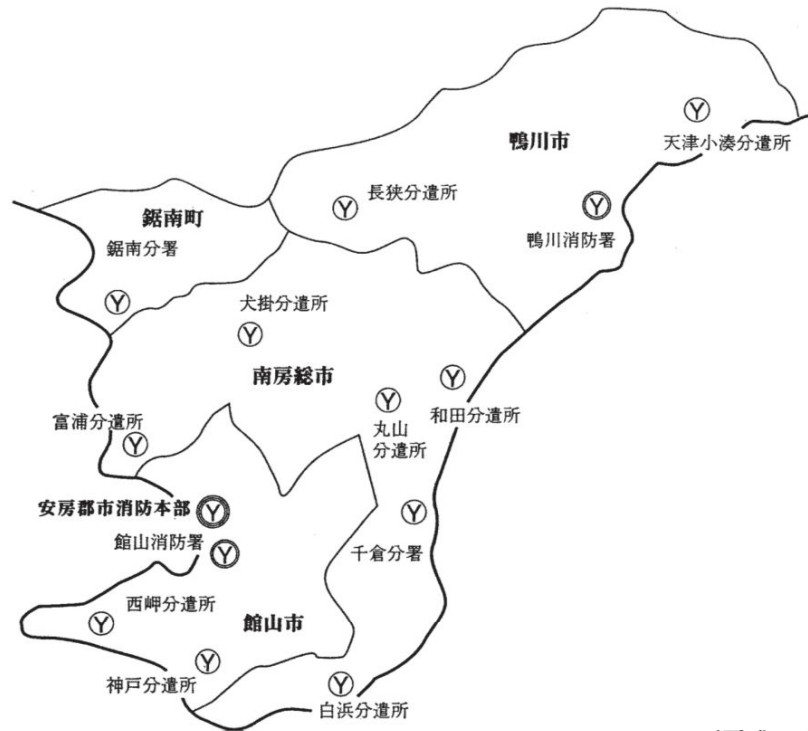 鴨川市
天津小湊分遣所
長狭分遣所
鴨川消防署
鋸南町
鋸南分署
犬掛分遣所
南房総市
和田分遣所
丸山
分遣所
富浦分遣所
安房郡市消防本部
館山消防署
千倉分署
西岬分遣所
館山市
神戸分遣所
白浜分遣所